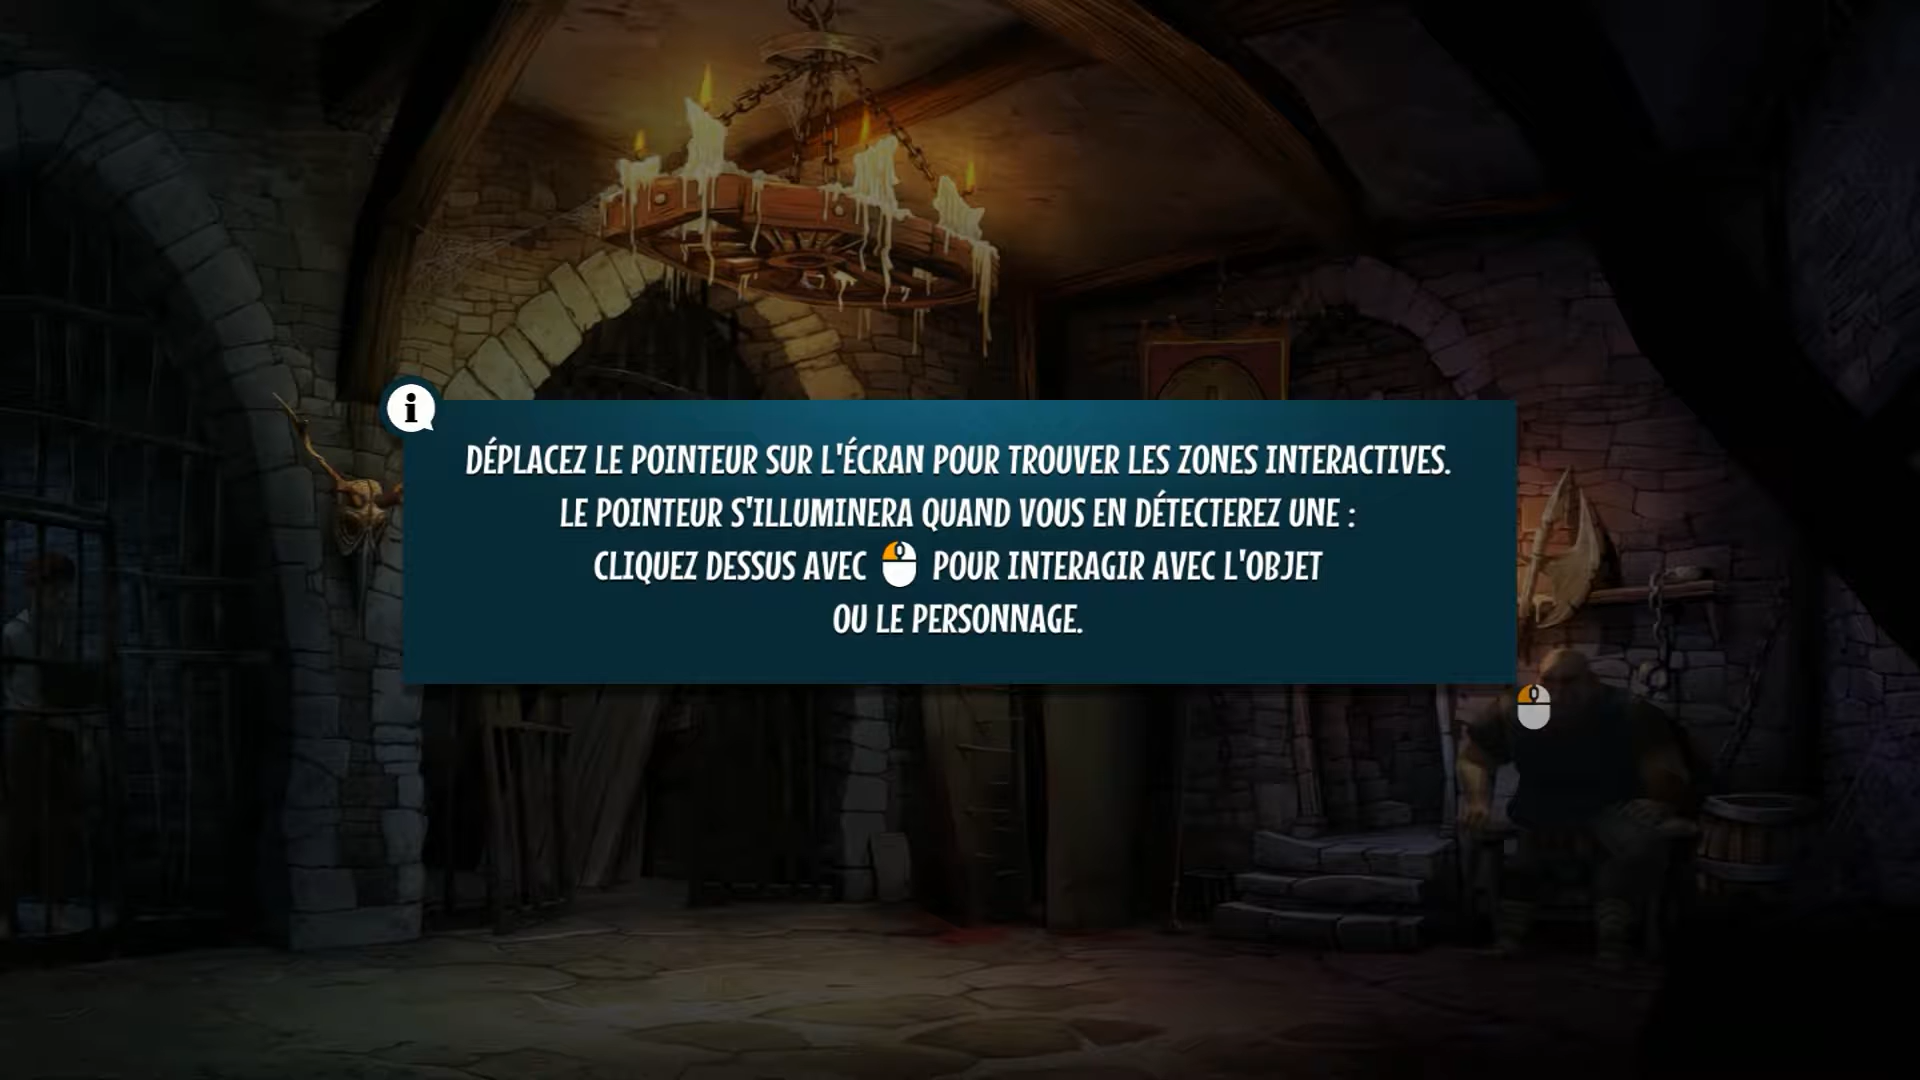 DÉPLACEZ LE POINTEUR SUR L'ÉCRAN POUR TROUVER LES ZONES INTERACTIVES.
LE POINTEUR S'ILLUMINERA QUAND VOUS EN DÉTECTEREZ UNE :
CLIQUEZ DESSUS AVEC POUR INTERAGIR AVEC L'OBJET
OU LE PERSONNAGE.